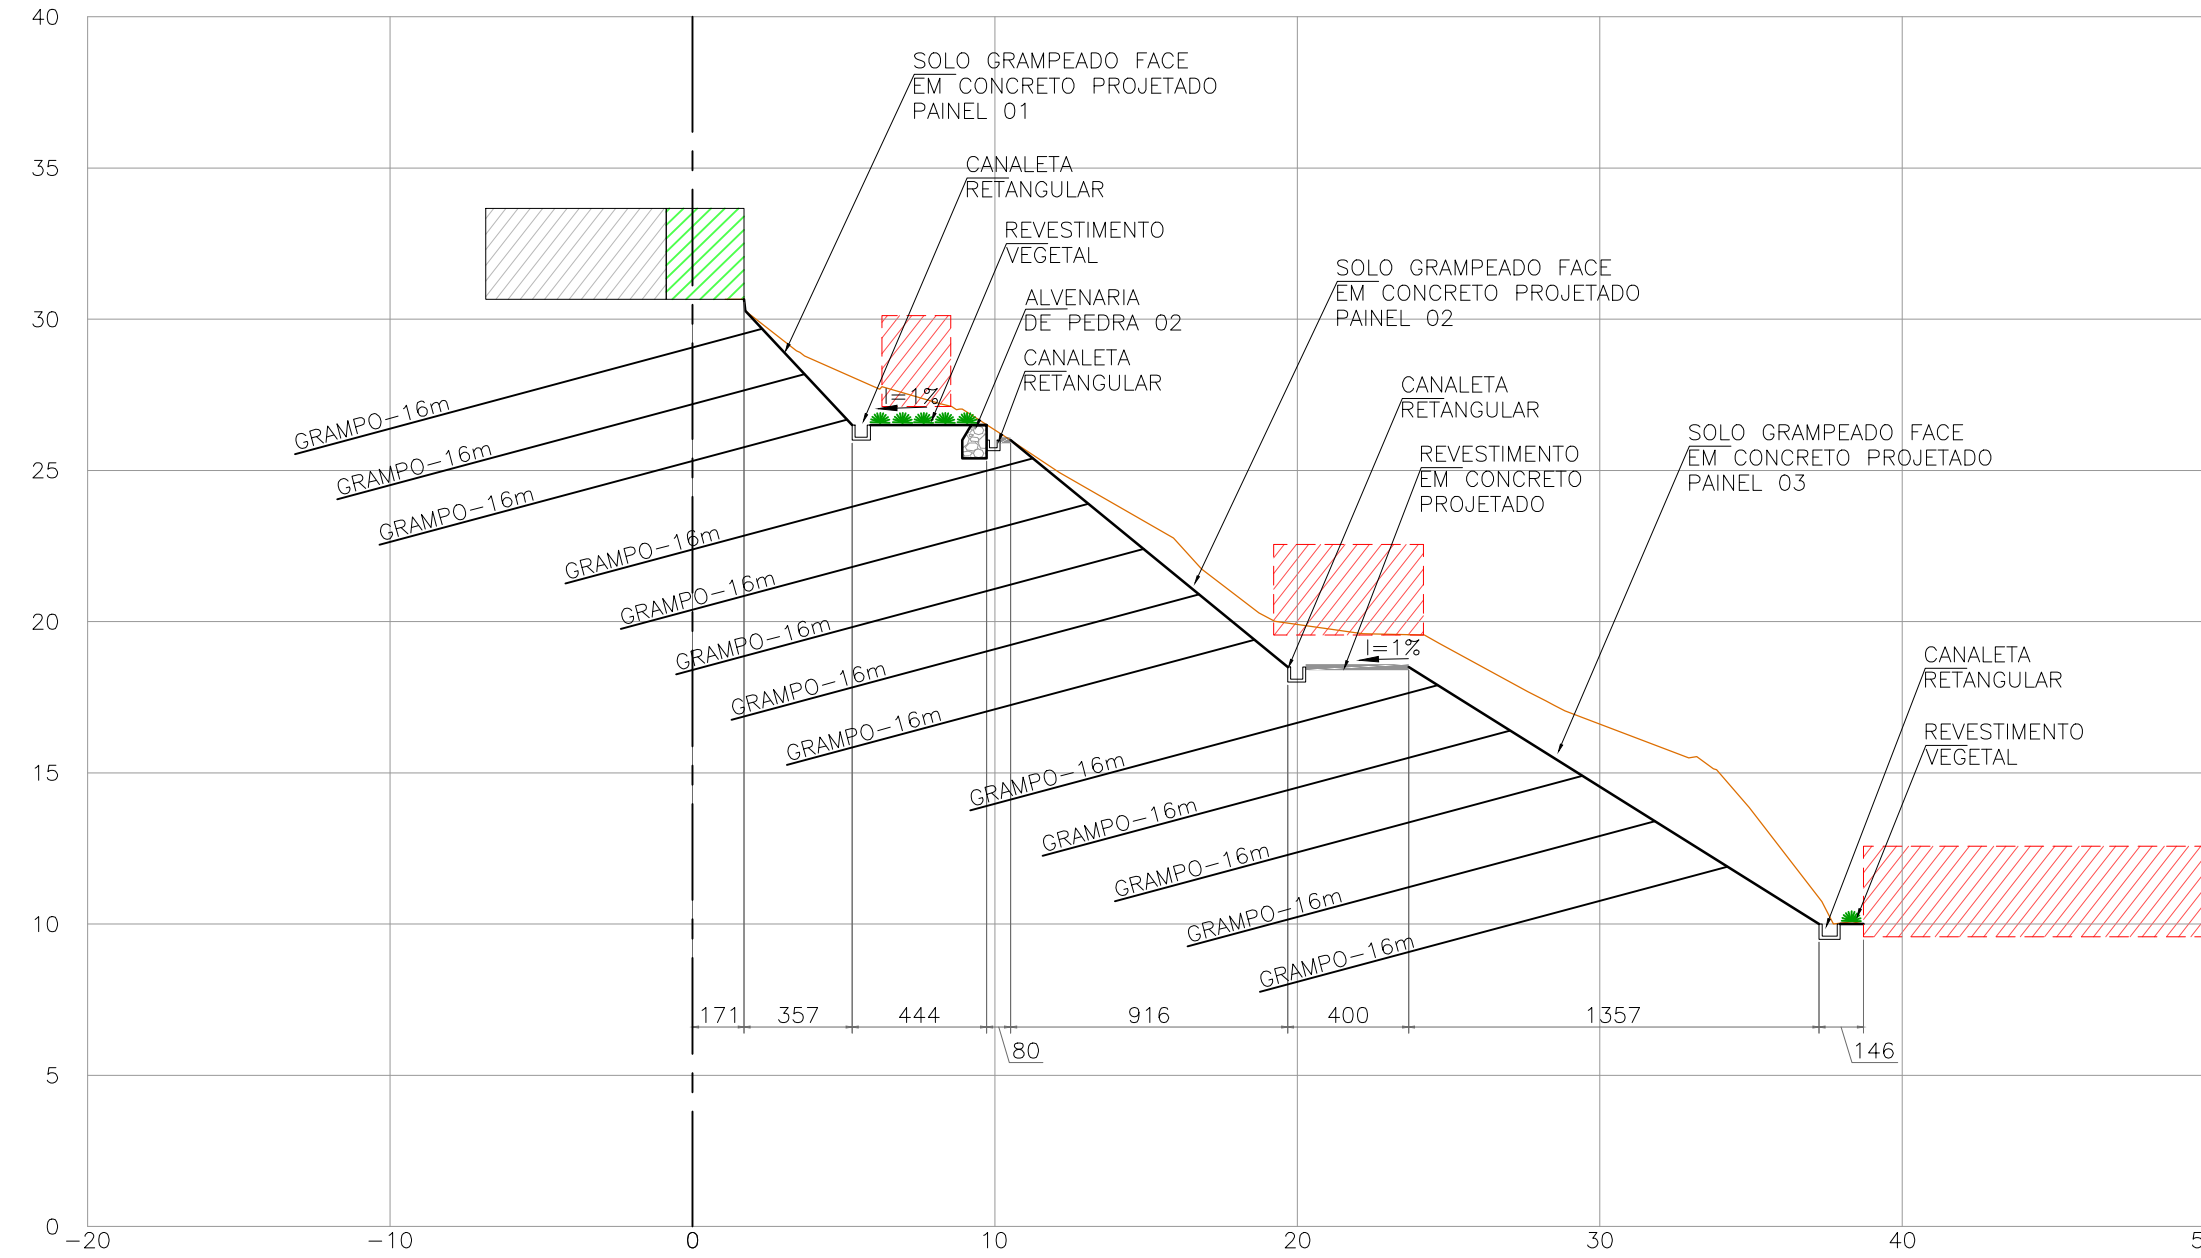 40
35
30
25
20
15
10
5
0
-20
-10
0
10
20
30
40
5
SOLO GRAMPEADO FACE
EM CONCRETO PROJETADO
PAINEL 01
CANALETA
RETANGULAR
REVESTIMENTO
VEGETAL
ALVENARIA
DE PEDRA 02
CANALETA
RETANGULAR
I=1%
SOLO GRAMPEADO FACE
EM CONCRETO PROJETADO
PAINEL 02
CANALETA
RETANGULAR
REVESTIMENTO
EM CONCRETO
PROJETADO
I=1%
SOLO GRAMPEADO FACE
EM CONCRETO PROJETADO
PAINEL 03
CANALETA
RETANGULAR
REVESTIMENTO
VEGETAL
GRAMPO-16m
GRAMPO-16m
GRAMPO-16m
GRAMPO-16m
GRAMPO-16m
GRAMPO-16m
GRAMPO-16m
GRAMPO-16m
GRAMPO-16m
GRAMPO-16m
GRAMPO-16m
GRAMPO-16m
GRAMPO-16m
171
357
444
80
916
400
1357
146